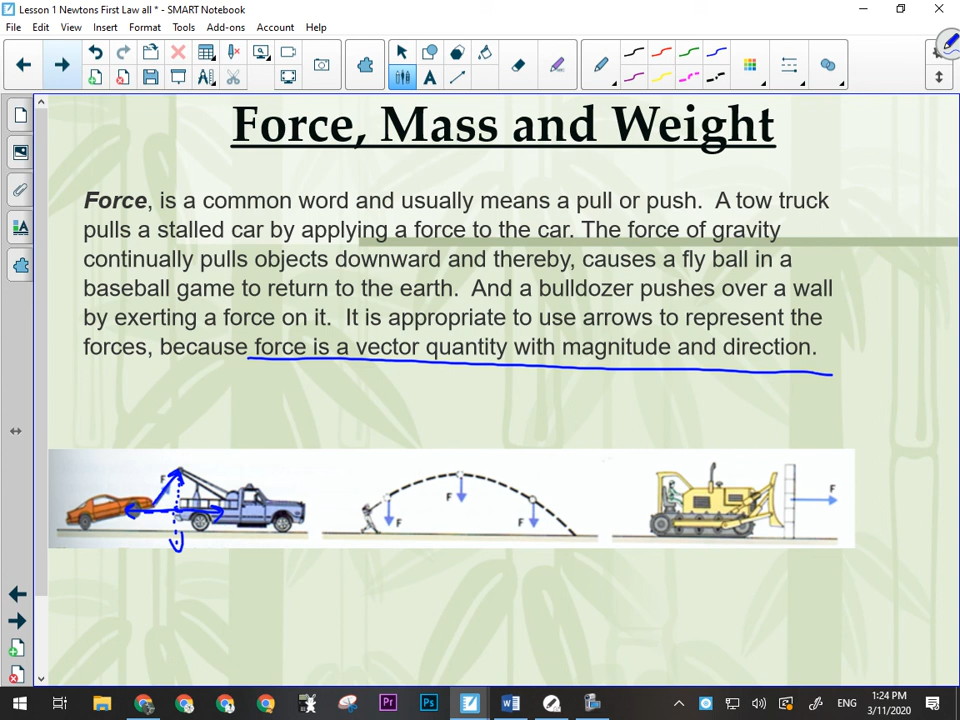 Lesson 1 Newtons First Law all * - SMART Notebook
File Edit View Insert Format Tools Add-ons Account Help
Force, Mass and Weight
Force, is a common word and usually means a pull or push. A tow truck
pulls a stalled car by applying a force to the car. The force of gravity
continually pulls objects downward and thereby, causes a fly ball in a
baseball game to return to the earth. And a bulldozer pushes over a wall
by exerting a force on it. It is appropriate to use arrows to represent the
forces, because force is a vector quantity with magnitude and direction.
F
F
F
F
F
Pr
Ps
ENG
1:24 PM
3/11/2020